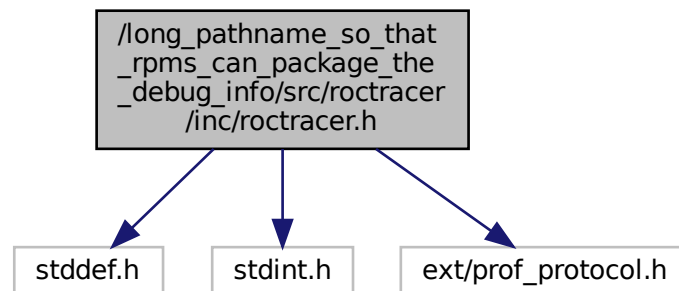 /long_pathname_so_that
_rpms_can_package_the
_debug_info/src/roctracer
/inc/roctracer.h
stddef.h
stdint.h
ext/prof_protocol.h